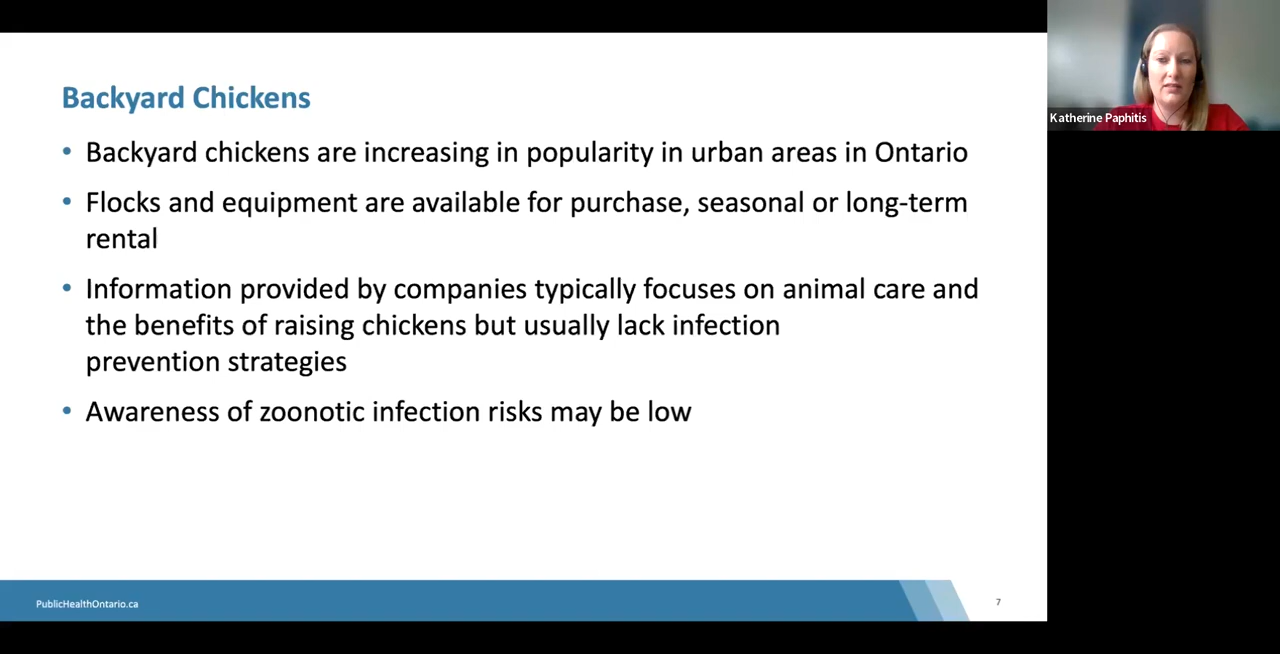 Backyard Chickens
• Backyard chickens are increasing in popularity in urban areas in Ontario
• Flocks and equipment are available for purchase, seasonal or long-term
rental
• Information provided by companies typically focuses on animal care and
the benefits of raising chickens but usually lack infection
prevention strategies
• Awareness of zoonotic infection risks may be low
PublicHealthOntario.ca
7
Katherine Paphitis